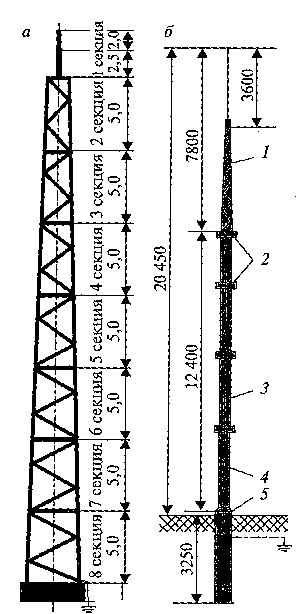 а
б
1 секция
2,5
2,0
2 секция
5,0
3 секция
5,0
4 секция
5,0
5 секция
5,0
6 секция
5,0
7 секция
5,0
8 секция
5,0
20 450
7800
3600
12 400
3250
1
2
3
4
5